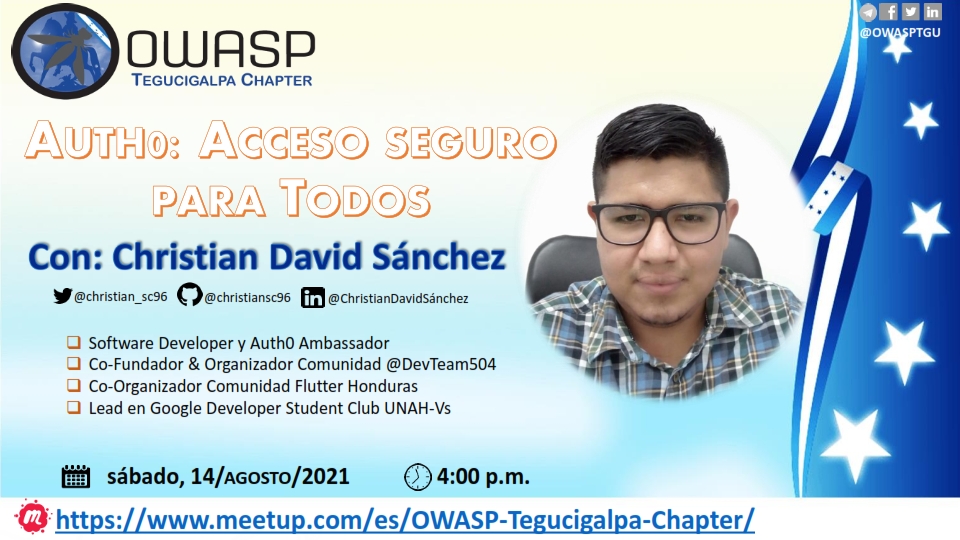 OWASP
TEGUCIGALPA CHAPTER
@OWASPTGU
AUTH0: ACCESO SEGURO
PARA TODOS
Con: Christian David Sánchez
@christian_sc96 @christiansc96 in @ChristianDavidSánchez
Software Developer y Auth0 Ambassador
Co-Fundador & Organizador Comunidad @DevTeam504
Co-Organizador Comunidad Flutter Honduras
Lead en Google Developer Student Club UNAH-Vs
sábado, 14/AGOSTO/2021 4:00 p.m.
https://www.meetup.com/es/OWASP-Tegucigalpa-Chapter/